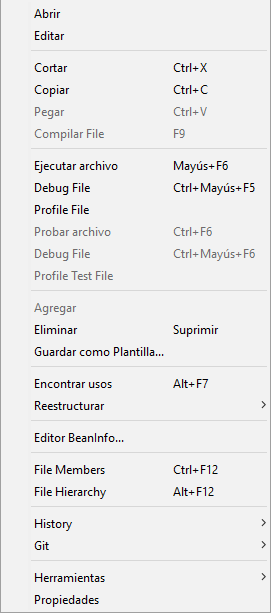 Abrir
Editar
Cortar Ctrl+X
Copiar Ctrl+C
Pegar Ctrl+V
Compilar File F9
Ejecutar archivo Mayús+F6
Debug File Ctrl+Mayús+F5
Profile File
Probar archivo Ctrl+F6
Debug File Ctrl+Mayús+F6
Profile Test File
Agregar
Eliminar Suprimir
Guardar como Plantilla...
Encontrar usos Alt+F7
Reestructurar
Editor BeanInfo...
File Members Ctrl+F12
File Hierarchy Alt+F12
History
Git
Herramientas
Propiedades